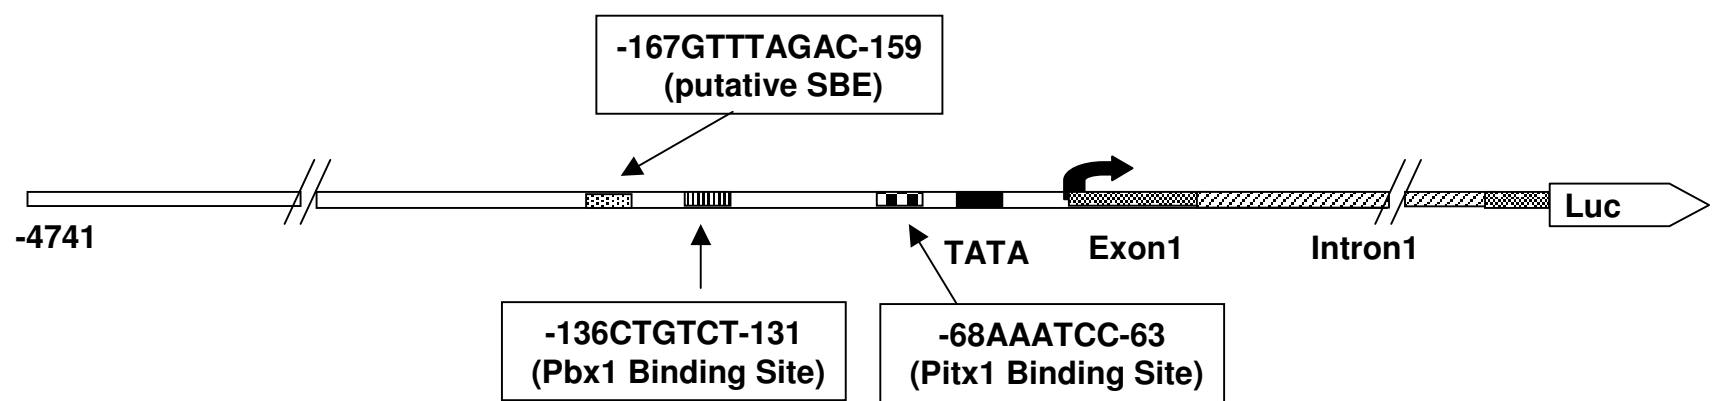 -167GTTTAGAC-159
(putative SBE)
Luc
-4741
TATA
Exon1
Intron1
-136CTGTCT-131
(Pbx1 Binding Site)
-68AAATCC-63
(Pitx1 Binding Site)